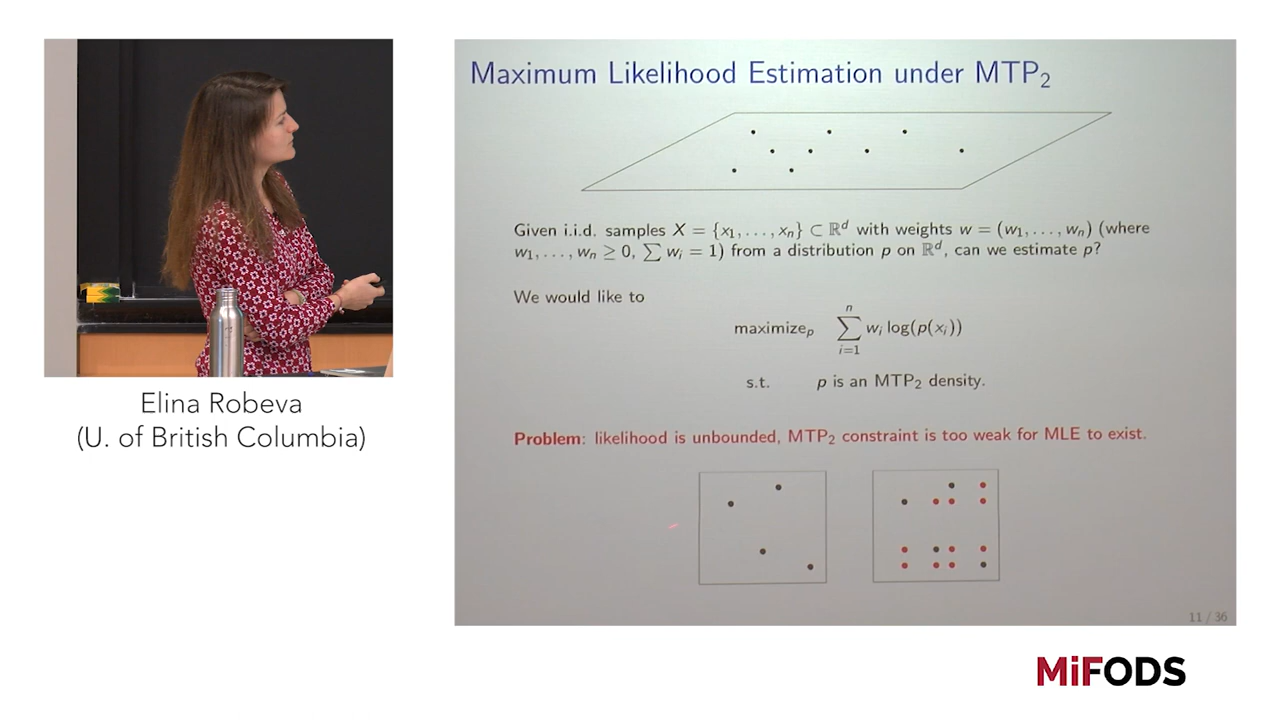 Maximum Likelihood Estimation under MTP₂
Given i.i.d. samples X = {x₁, . . . , xₙ} ⊂ ℝᵈ with weights w = (w₁, . . . , wₙ) (where
w₁, . . . , wₙ ≥ 0, ∑ wᵢ = 1) from a distribution p on ℝᵈ, can we estimate p?
We would like to
maximizeₚ ∑ᵢ₌₁ⁿ wᵢ log(p(xᵢ))
s.t. p is an MTP₂ density.
Problem: likelihood is unbounded, MTP₂ constraint is too weak for MLE to exist.
11 / 36
Elina Robeva
(U. of British Columbia)
MiFODS